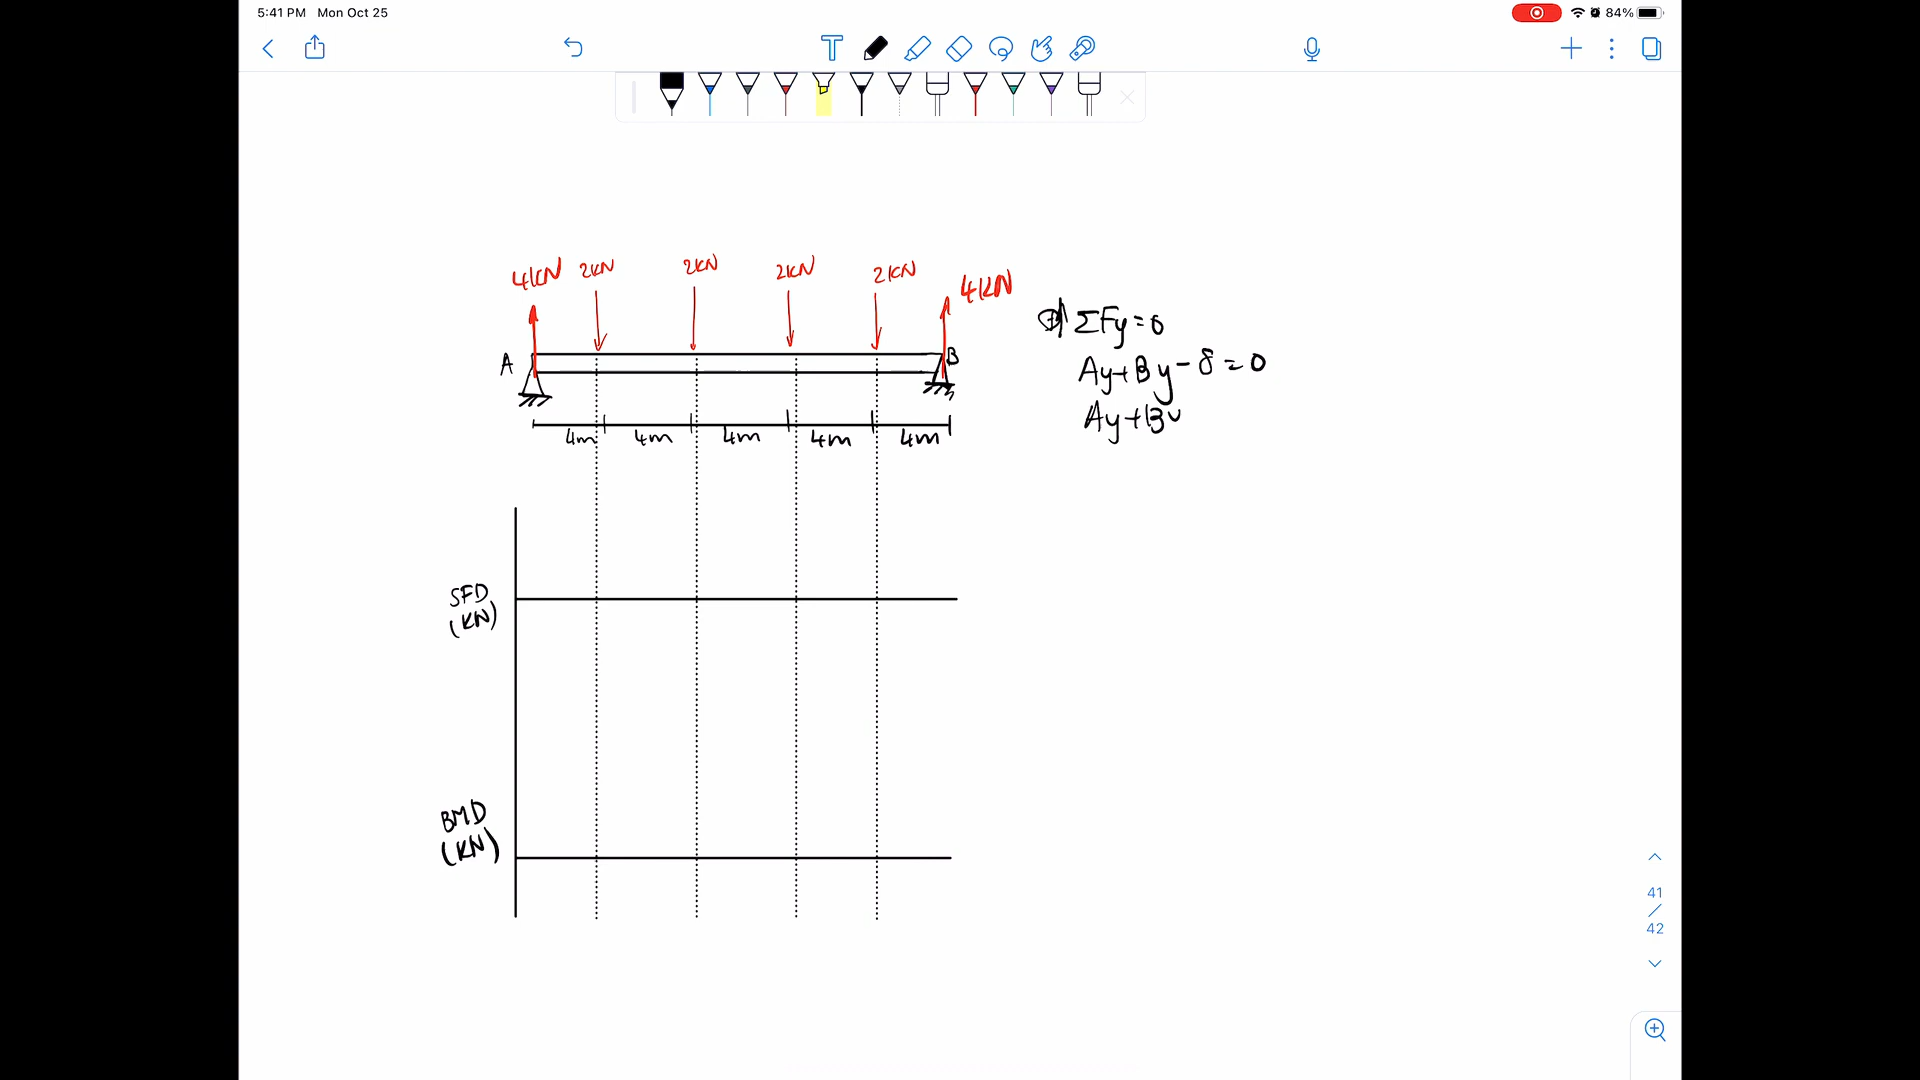 5:41 PM Mon Oct 25
84%
4KN 2KN 2KN 2KN 2KN 4KN
A B
4m 4m 4m 4m 4m
ΣFy=0
Ay+By-8=0
Ay+By
SFD
(KN)
BMD
(KN)
41
/
42